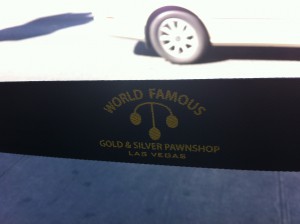 WORLD FAMOUS
GOLD & SILVER PAWNSHOP
LAS VEGAS